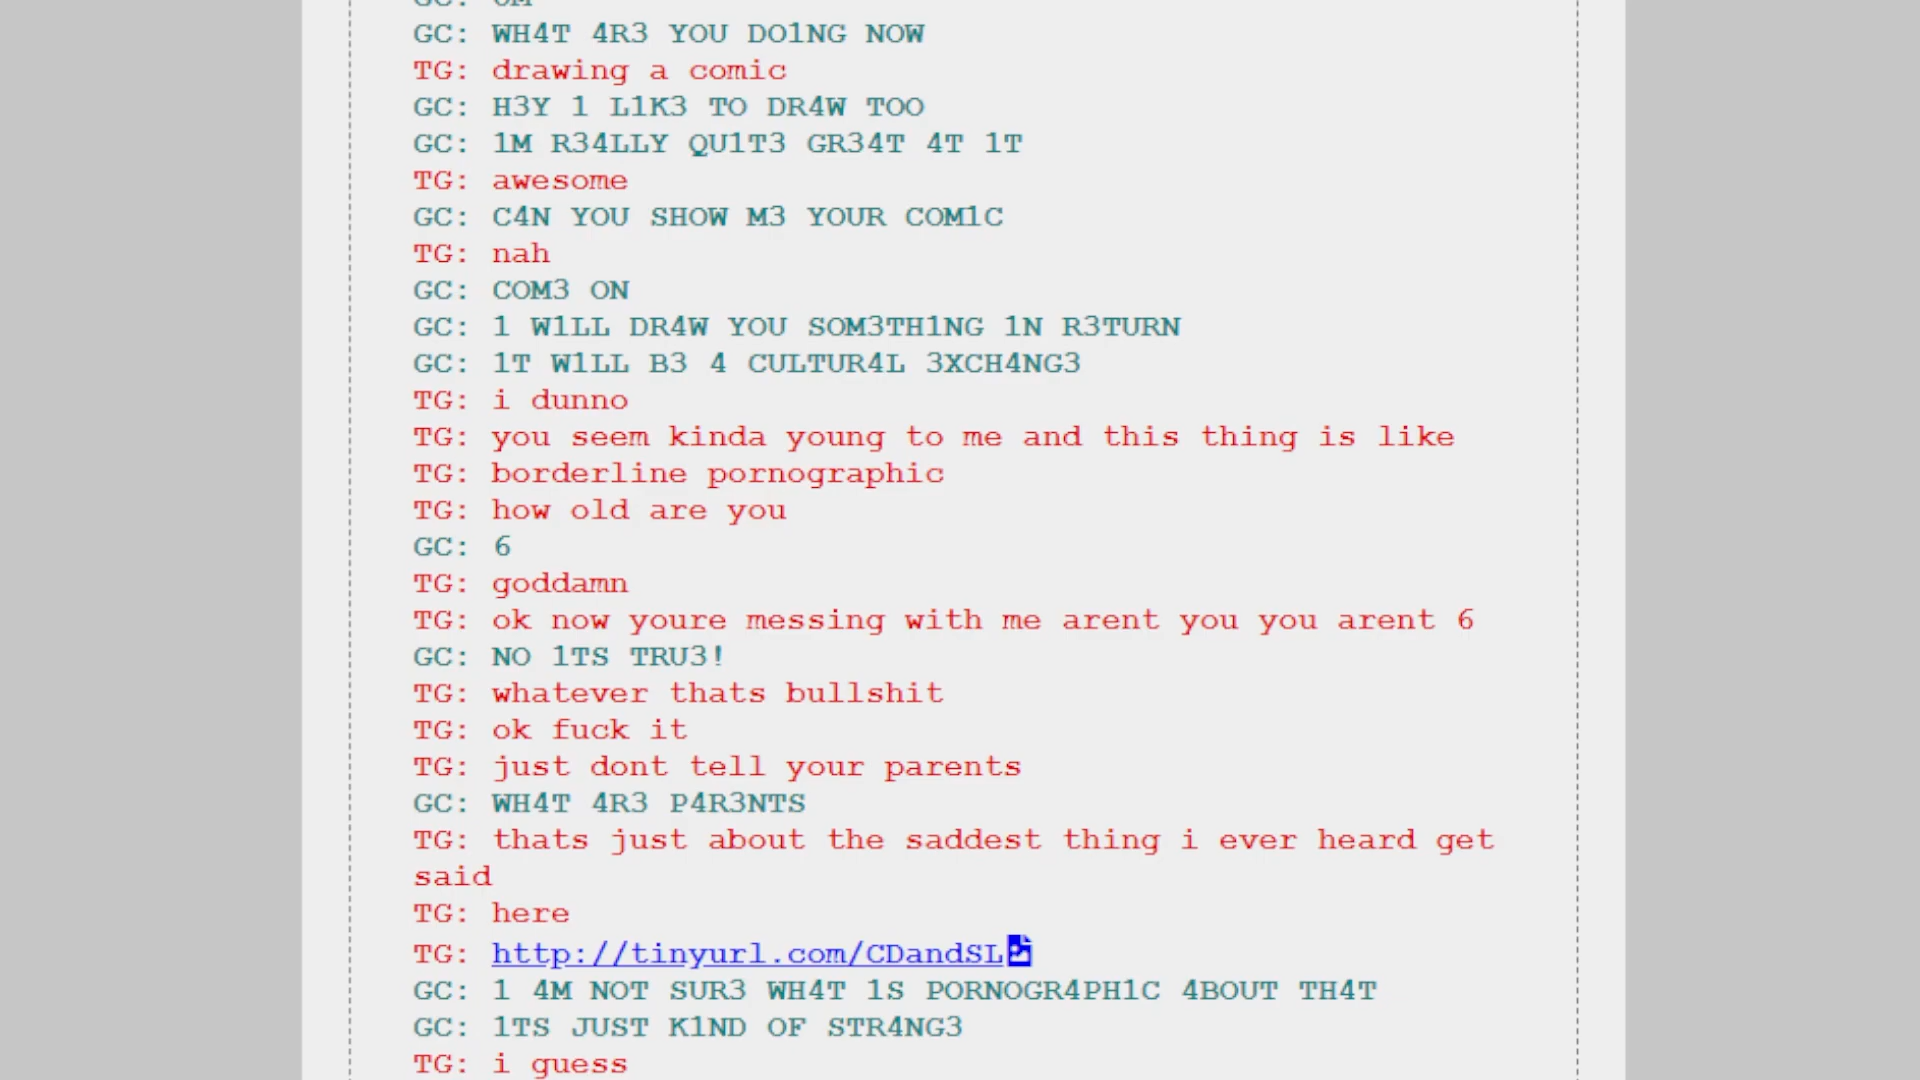 GC: OM
GC: WH4T 4R3 YOU DO1NG NOW
TG: drawing a comic
GC: H3Y 1 L1K3 TO DR4W TOO
GC: 1M R34LLY QU1T3 GR34T 4T 1T
TG: awesome
GC: C4N YOU SHOW M3 YOUR COM1C
TG: nah
GC: COM3 ON
GC: 1 W1LL DR4W YOU SOM3TH1NG 1N R3TURN
GC: 1T W1LL B3 4 CULTUR4L 3XCH4NG3
TG: i dunno
TG: you seem kinda young to me and this thing is like
TG: borderline pornographic
TG: how old are you
GC: 6
TG: goddamn
TG: ok now youre messing with me arent you you arent 6
GC: NO 1TS TRU3!
TG: whatever thats bullshit
TG: ok fuck it
TG: just dont tell your parents
GC: WH4T 4R3 P4R3NTS
TG: thats just about the saddest thing i ever heard get
said
TG: here
TG: http://tinyurl.com/CDandSL
GC: 1 4M NOT SUR3 WH4T 1S PORNOGR4PH1C 4BOUT TH4T
GC: 1TS JUST K1ND OF STR4NG3
TG: i guess